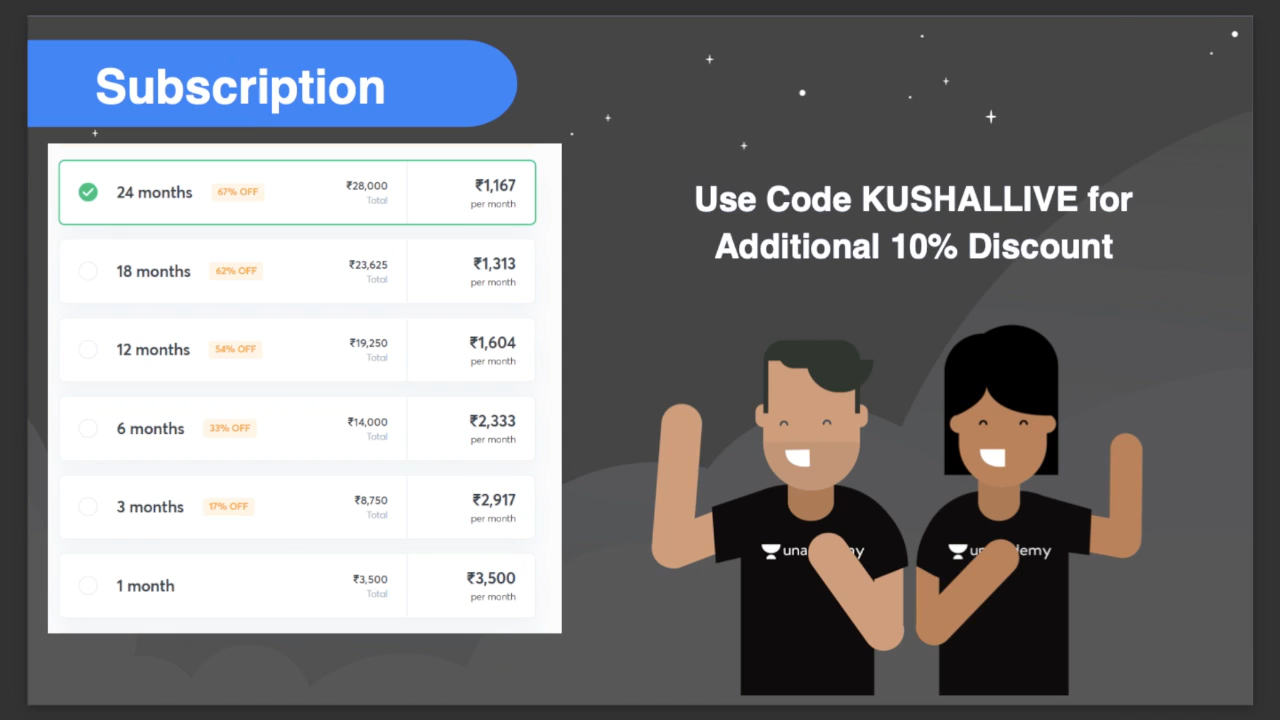 Subscription
24 months 67% OFF ₹28,000 ₹1,167
Total per month
18 months 62% OFF ₹23,625 ₹1,313
Total per month
12 months 54% OFF ₹19,250 ₹1,604
Total per month
6 months 33% OFF ₹14,000 ₹2,333
Total per month
3 months 17% OFF ₹8,750 ₹2,917
Total per month
1 month ₹3,500 ₹3,500
Total per month
Use Code KUSHALLIVE for
Additional 10% Discount